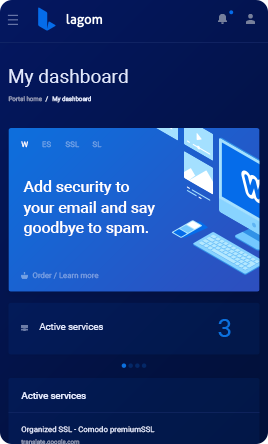 lagom
My dashboard
Portal home / My dashboard
W ES SSL SL
Add security to
your email and say
goodbye to spam.
Order / Learn more
Active services 3
Active services
Organized SSL - Comodo premiumSSL
translate.google.com